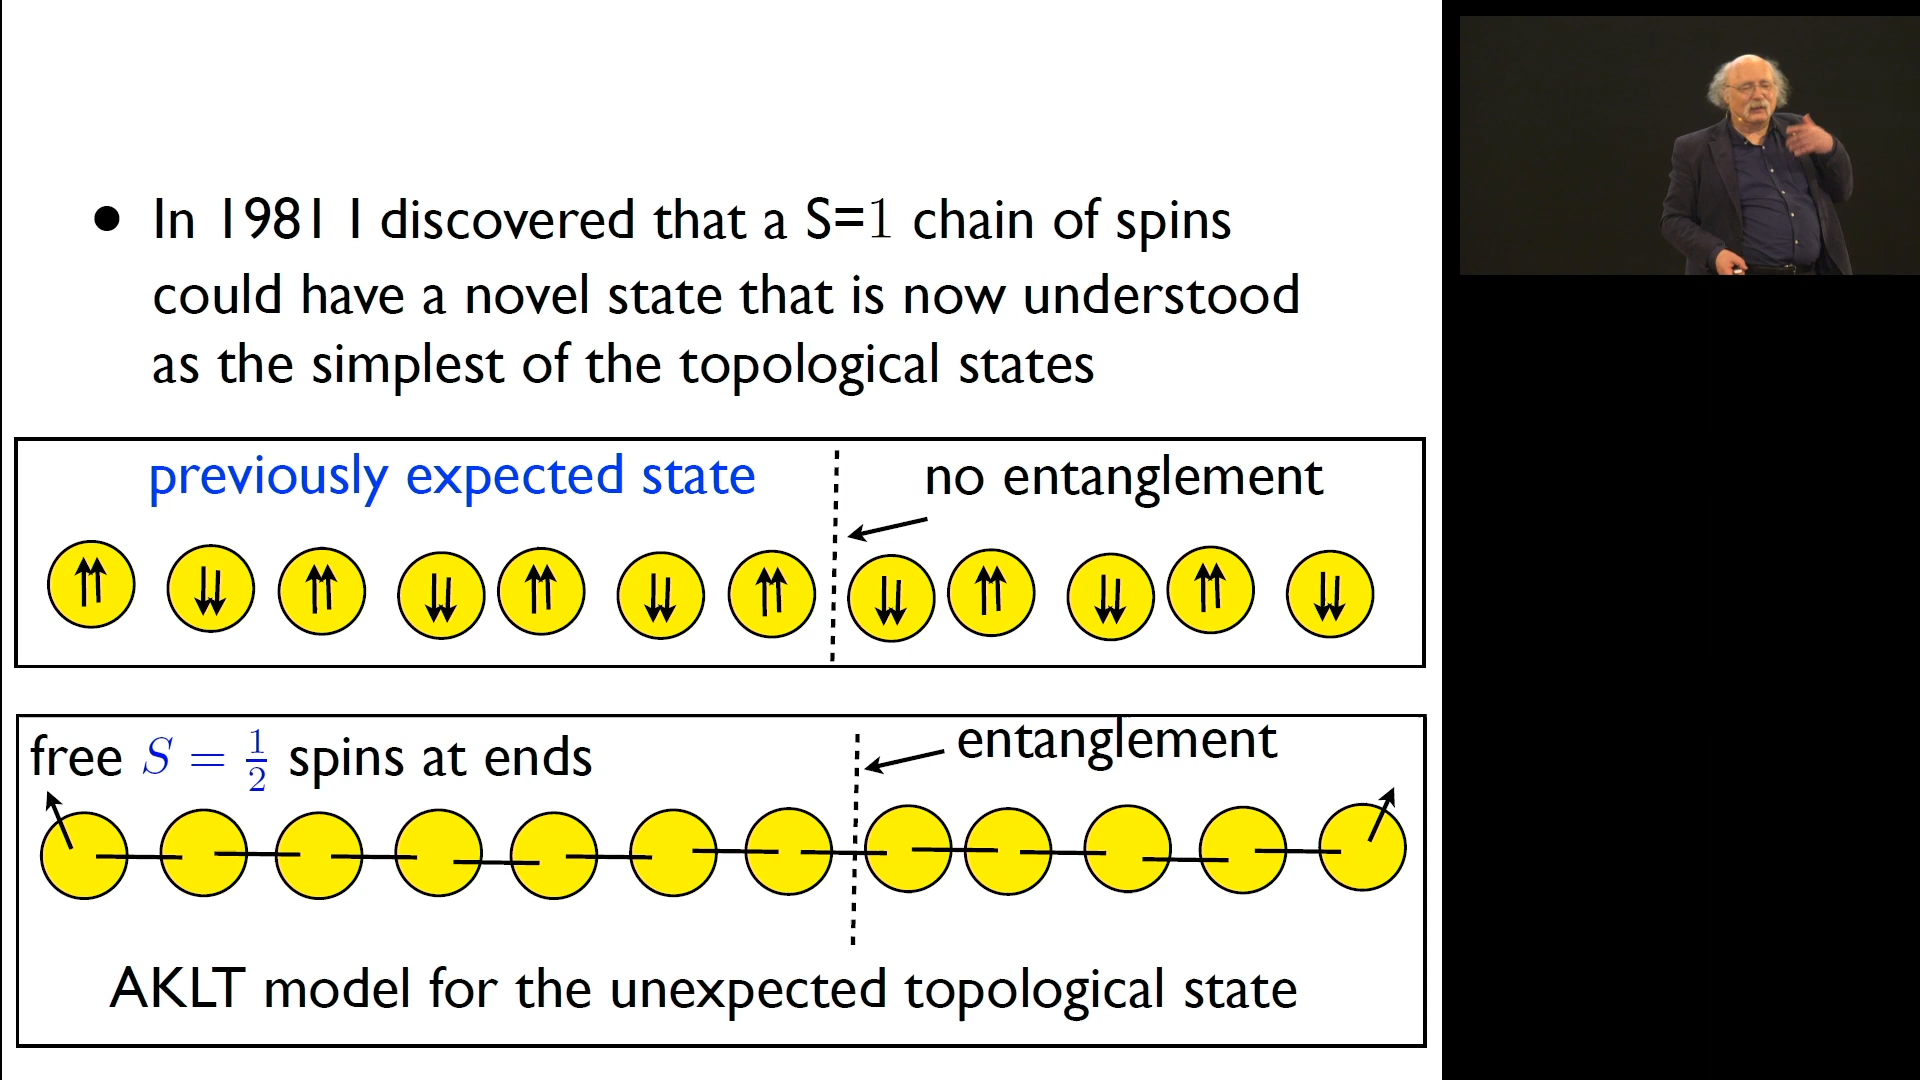 • In 1981 I discovered that a S=1 chain of spins
could have a novel state that is now understood
as the simplest of the topological states
previously expected state
no entanglement
free S = 1/2 spins at ends
entanglement
AKLT model for the unexpected topological state